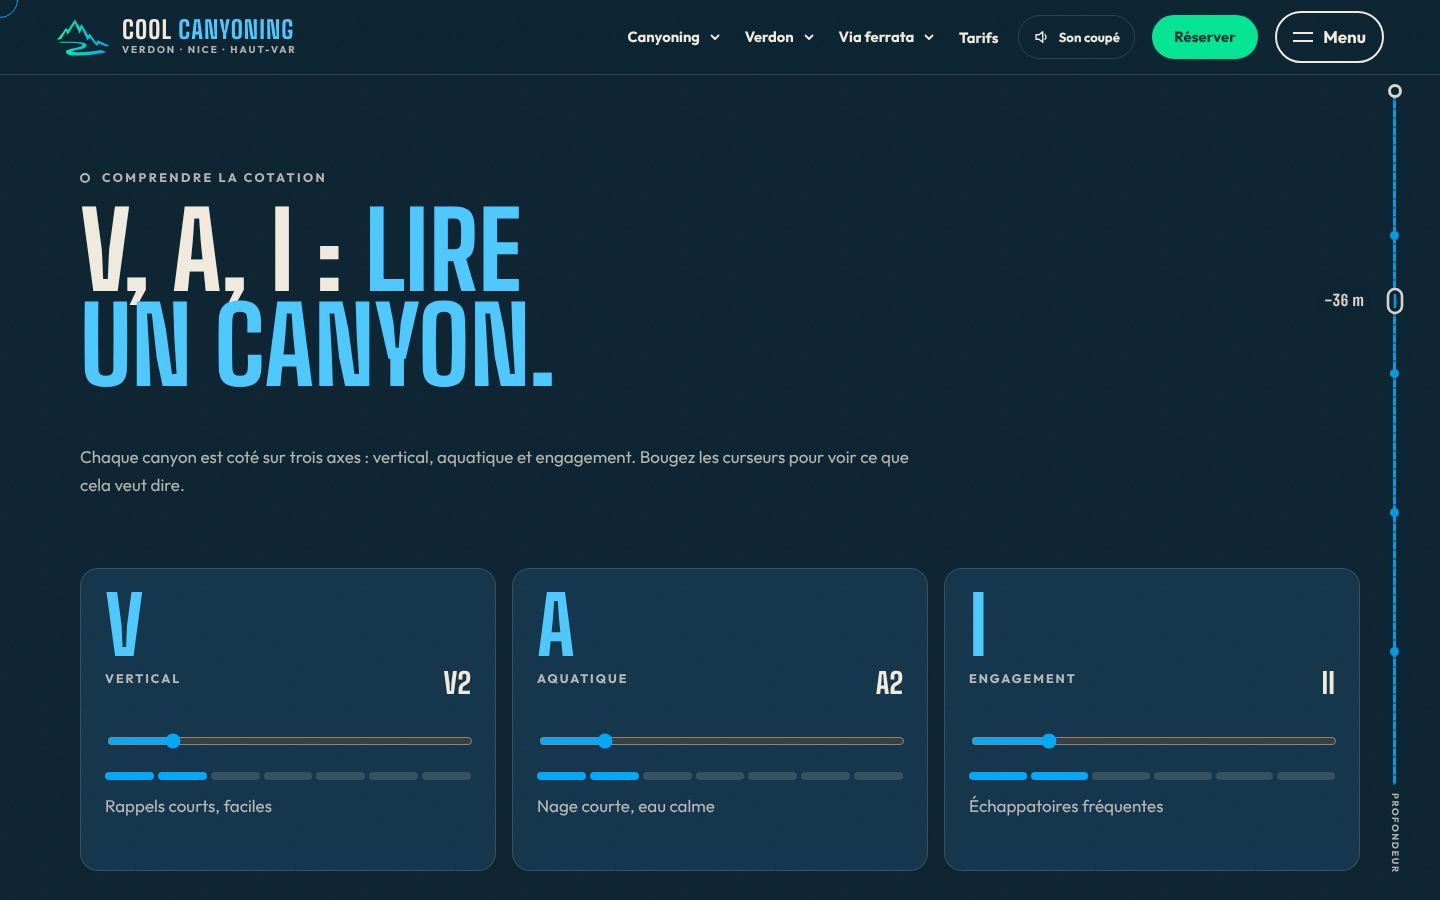 COOL CANYONING
VERDON · NICE · HAUT-VAR
Canyoning
Verdon
Via ferrata
Tarifs
Son coupé
Réserver
Menu
COMPRENDRE LA COTATION
V, A, I : LIRE
UN CANYON.
−36 m
Chaque canyon est coté sur trois axes : vertical, aquatique et engagement. Bougez les curseurs pour voir ce que
cela veut dire.
V
VERTICAL
V2
Rappels courts, faciles
A
AQUATIQUE
A2
Nage courte, eau calme
I
ENGAGEMENT
II
Échappatoires fréquentes
PROFONDEUR